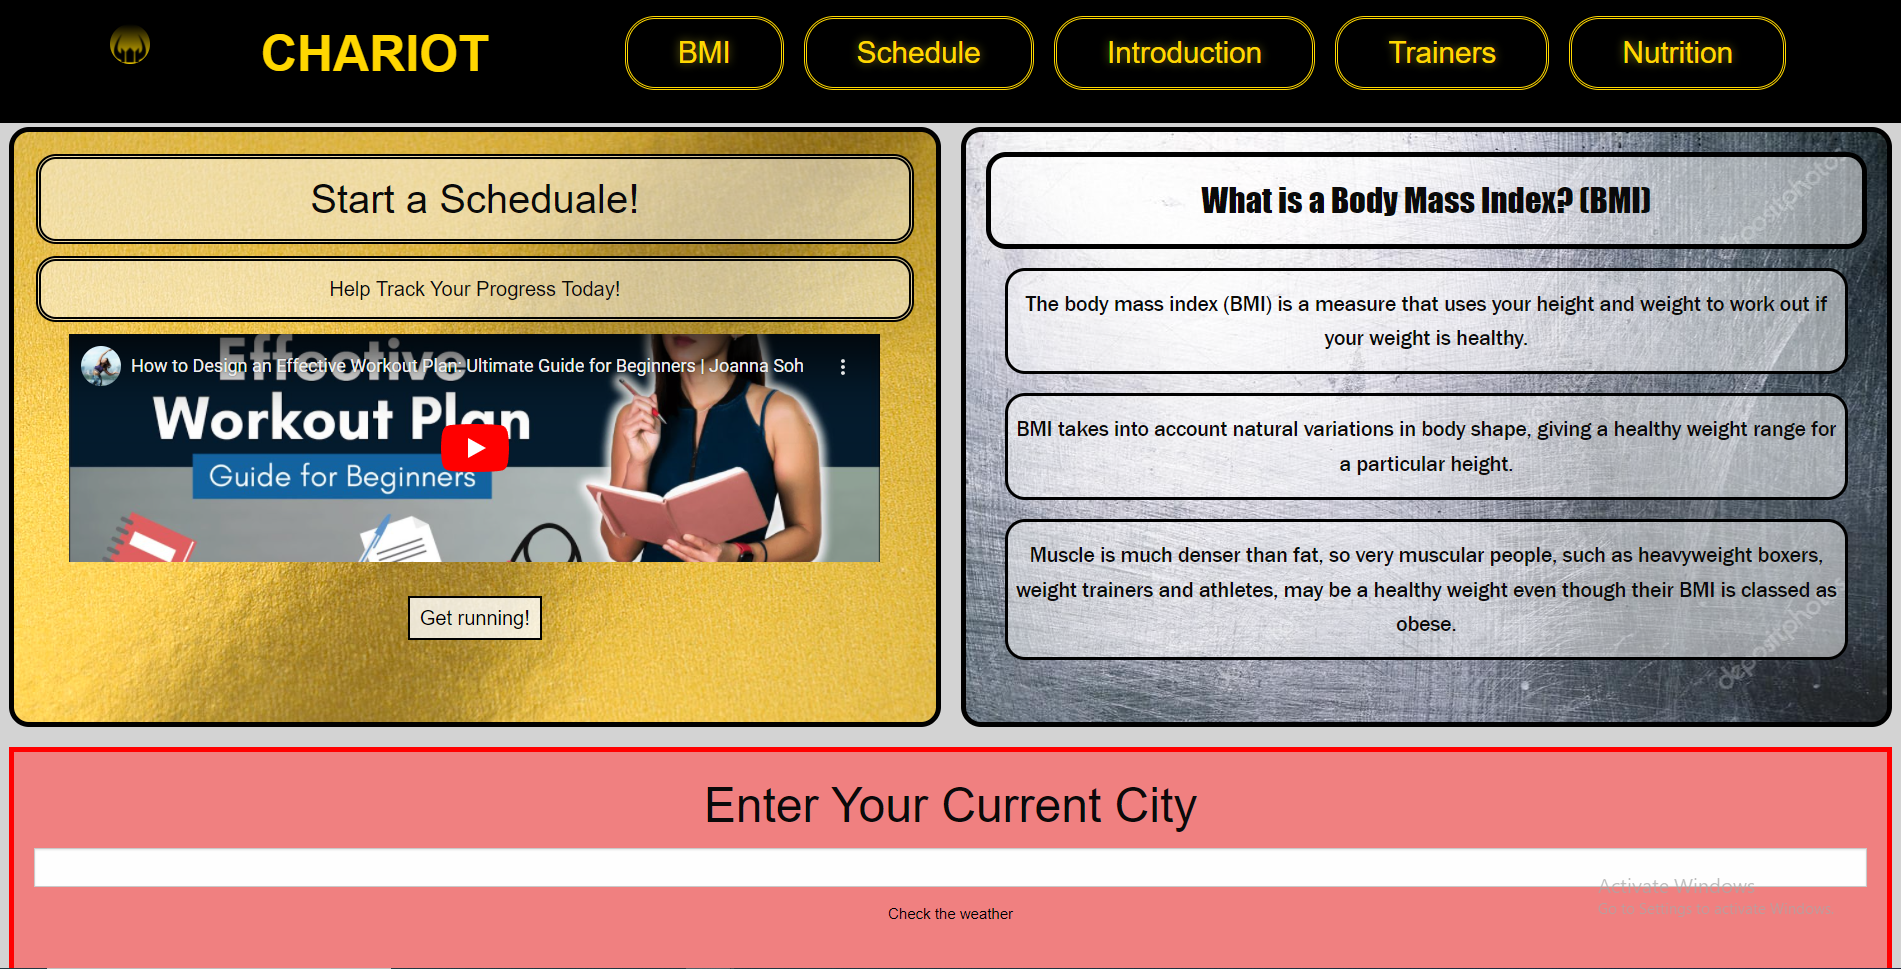 CHARIOT
BMI
Schedule
Introduction
Trainers
Nutrition
Start a Scheduale!
Help Track Your Progress Today!
Effective
How to Design an Effective Workout Plan: Ultimate Guide for Beginners | Joanna Soh
Workout Plan
Guide for Beginners
Get running!
What is a Body Mass Index? (BMI)
The body mass index (BMI) is a measure that uses your height and weight to work out if
your weight is healthy.
BMI takes into account natural variations in body shape, giving a healthy weight range for
a particular height.
Muscle is much denser than fat, so very muscular people, such as heavyweight boxers,
weight trainers and athletes, may be a healthy weight even though their BMI is classed as
obese.
depositphotos
depositphotos
Enter Your Current City
Check the weather
Activate Windows
Go to Settings to activate Windows.